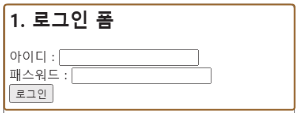 1. 로그인 폼
아이디 :
패스워드 :
로그인